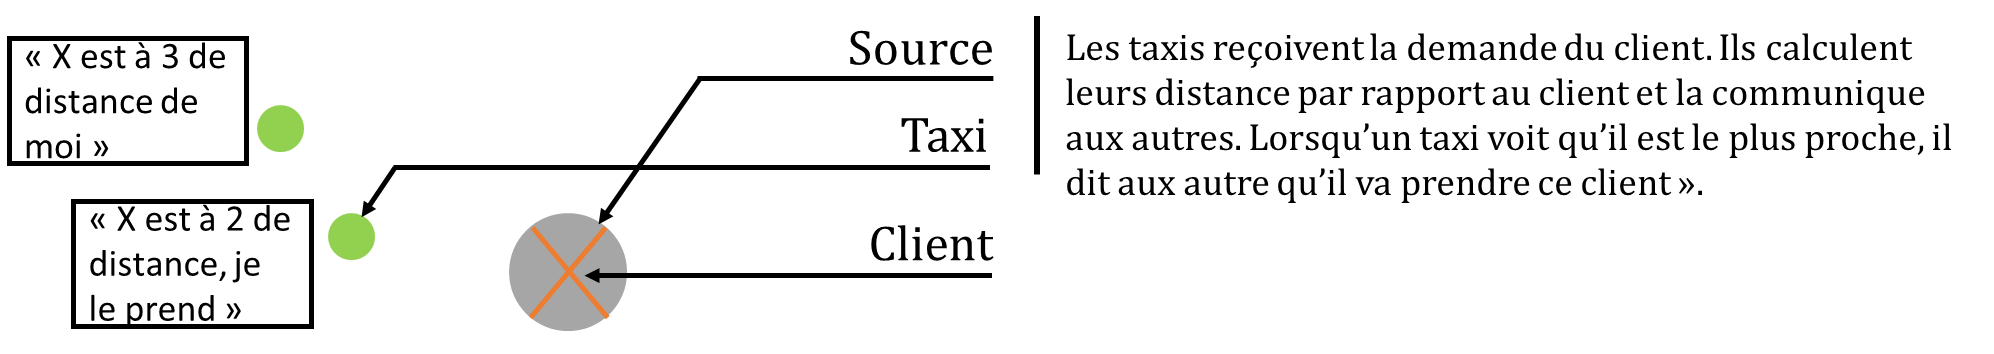 « X est à 3 de
distance de
moi »
« X est à 2 de
distance, je
le prend »
Source
Taxi
Client
Les taxis reçoivent la demande du client. Ils calculent
leurs distance par rapport au client et la communique
aux autres. Lorsqu’un taxi voit qu’il est le plus proche, il
dit aux autre qu’il va prendre ce client ».